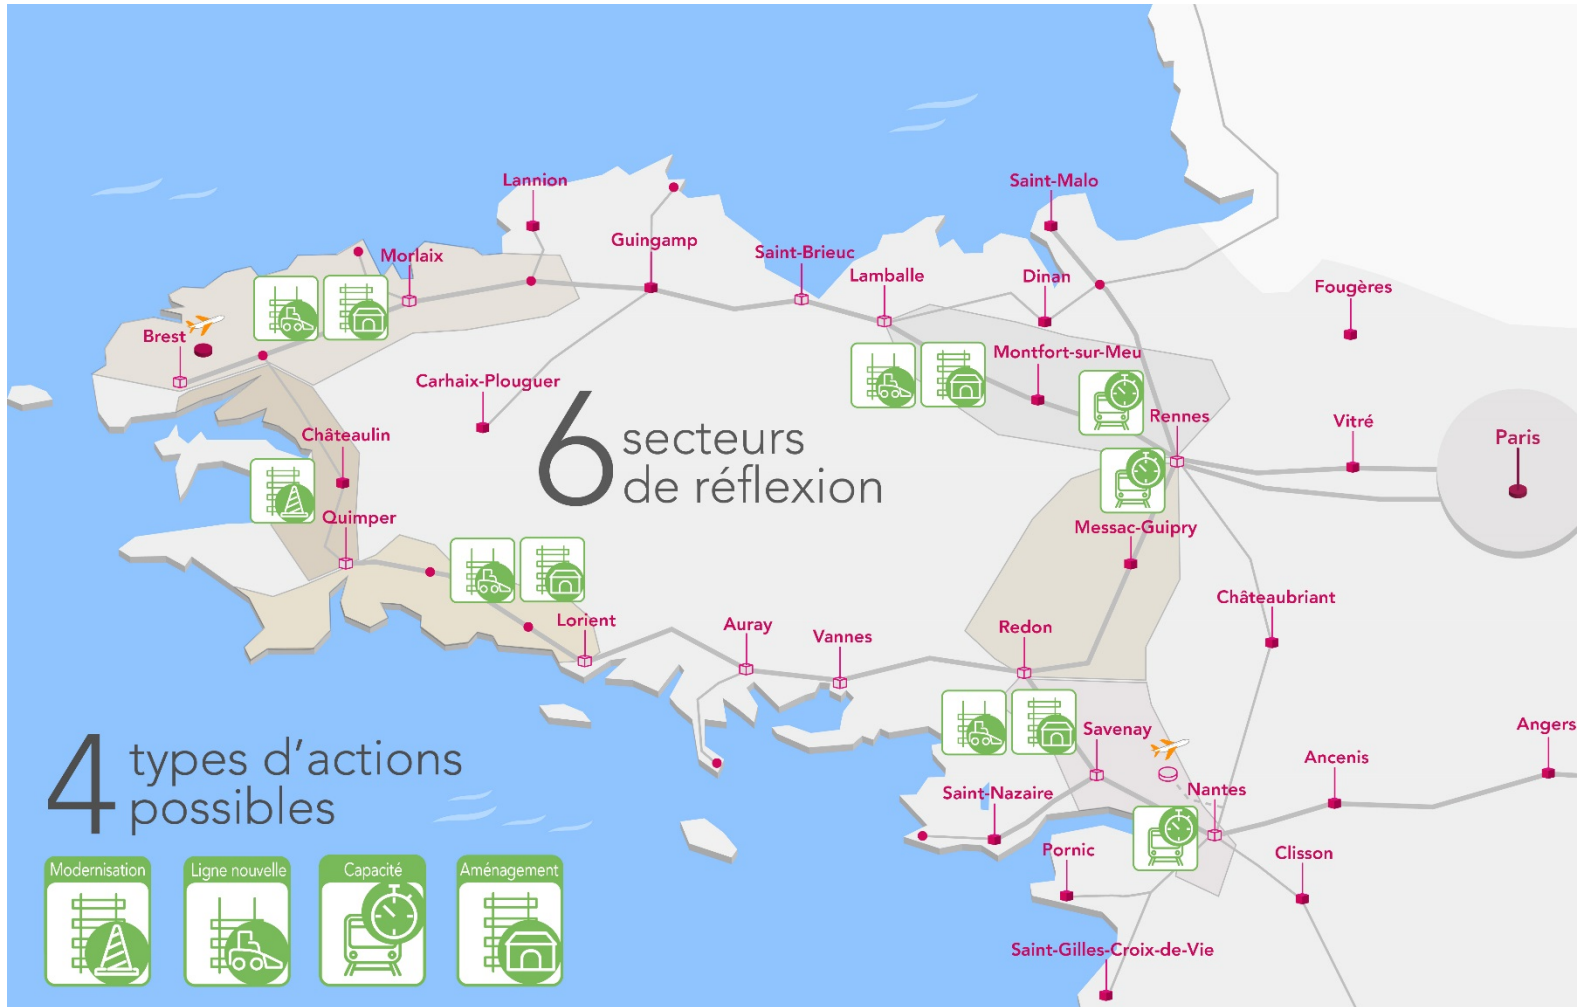 Lannion
Saint-Malo
Guingamp
Morlaix
Saint-Brieuc
Lamballe
Dinan
Fougères
Brest
Montfort-sur-Meu
Carhaix-Plouguer
Rennes
Vitré
Paris
Châteaulin
6 secteurs
de réflexion
Quimper
Messac-Guipry
Châteaubriant
Lorient
Auray
Vannes
Redon
Savenay
Angers
Ancenis
4 types d’actions
possibles
Saint-Nazaire
Nantes
Pornic
Clisson
Saint-Gilles-Croix-de-Vie
Modernisation
Ligne nouvelle
Capacité
Aménagement